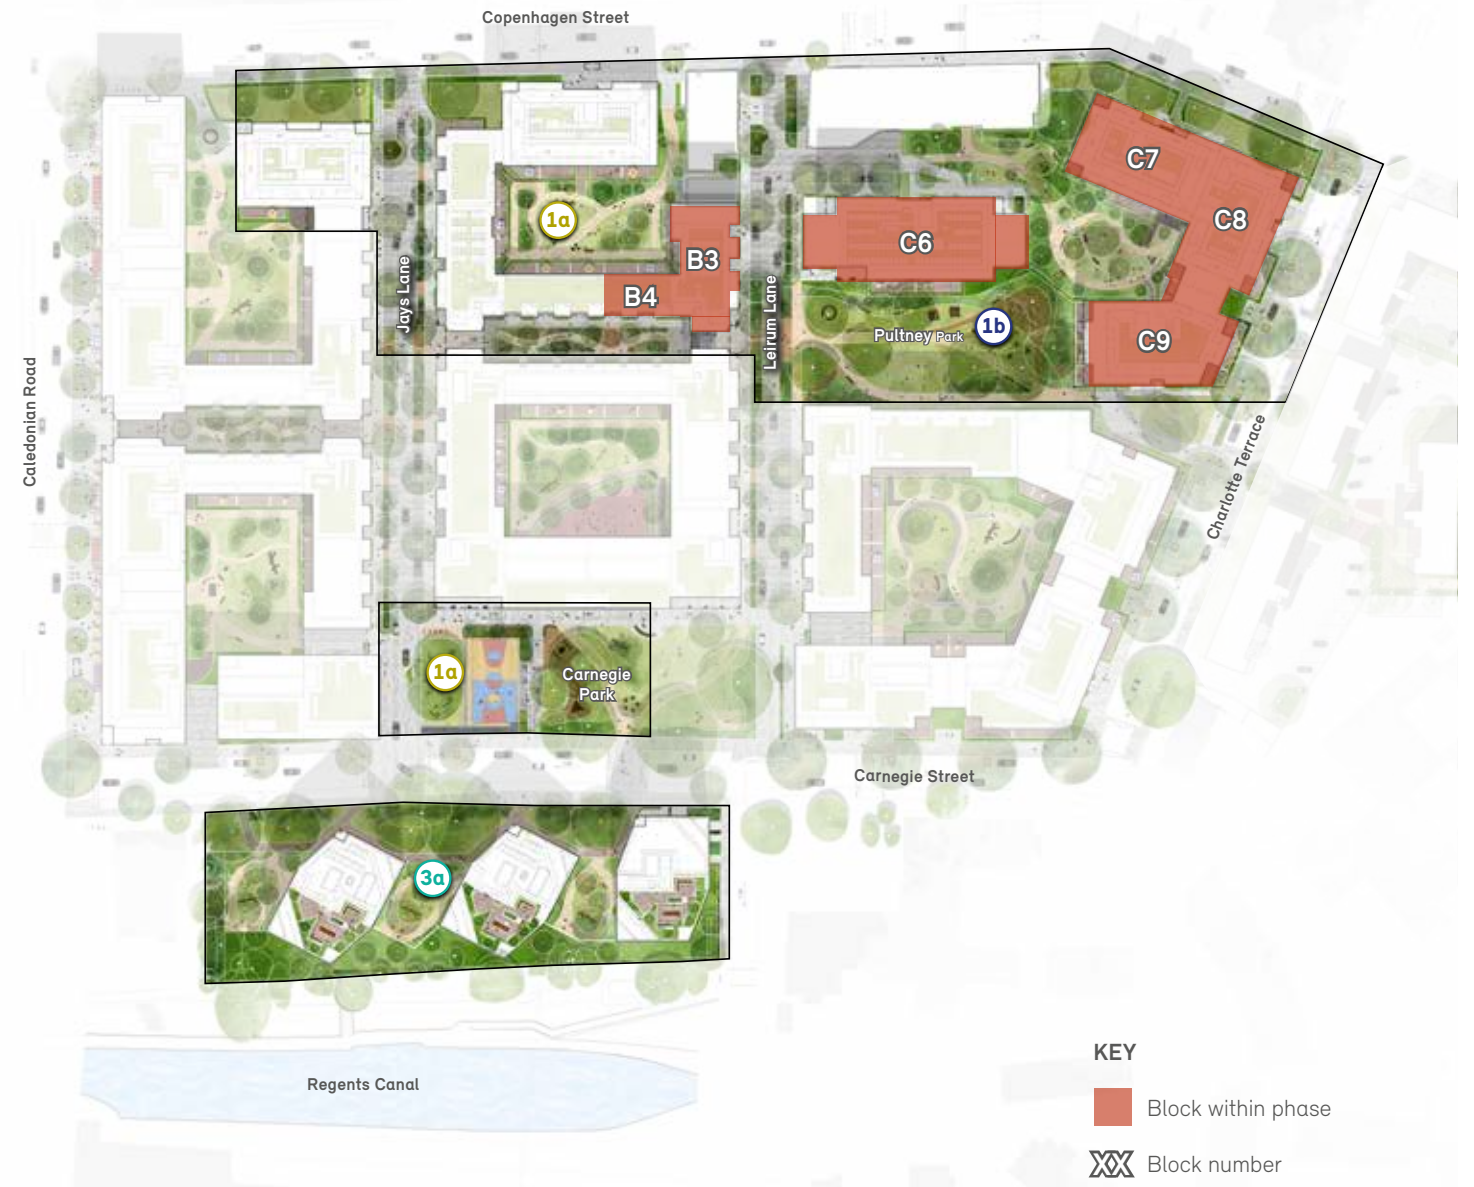 Copenhagen Street
C7
C8
1a
C6
B3
B4
Jays Lane
Leirum Lane
Pultney Park
1b
C9
Caledonian Road
Charlotte Terrace
1a
Carnegie
Park
Carnegie Street
3a
Regents Canal
KEY
Block within phase
XX Block number